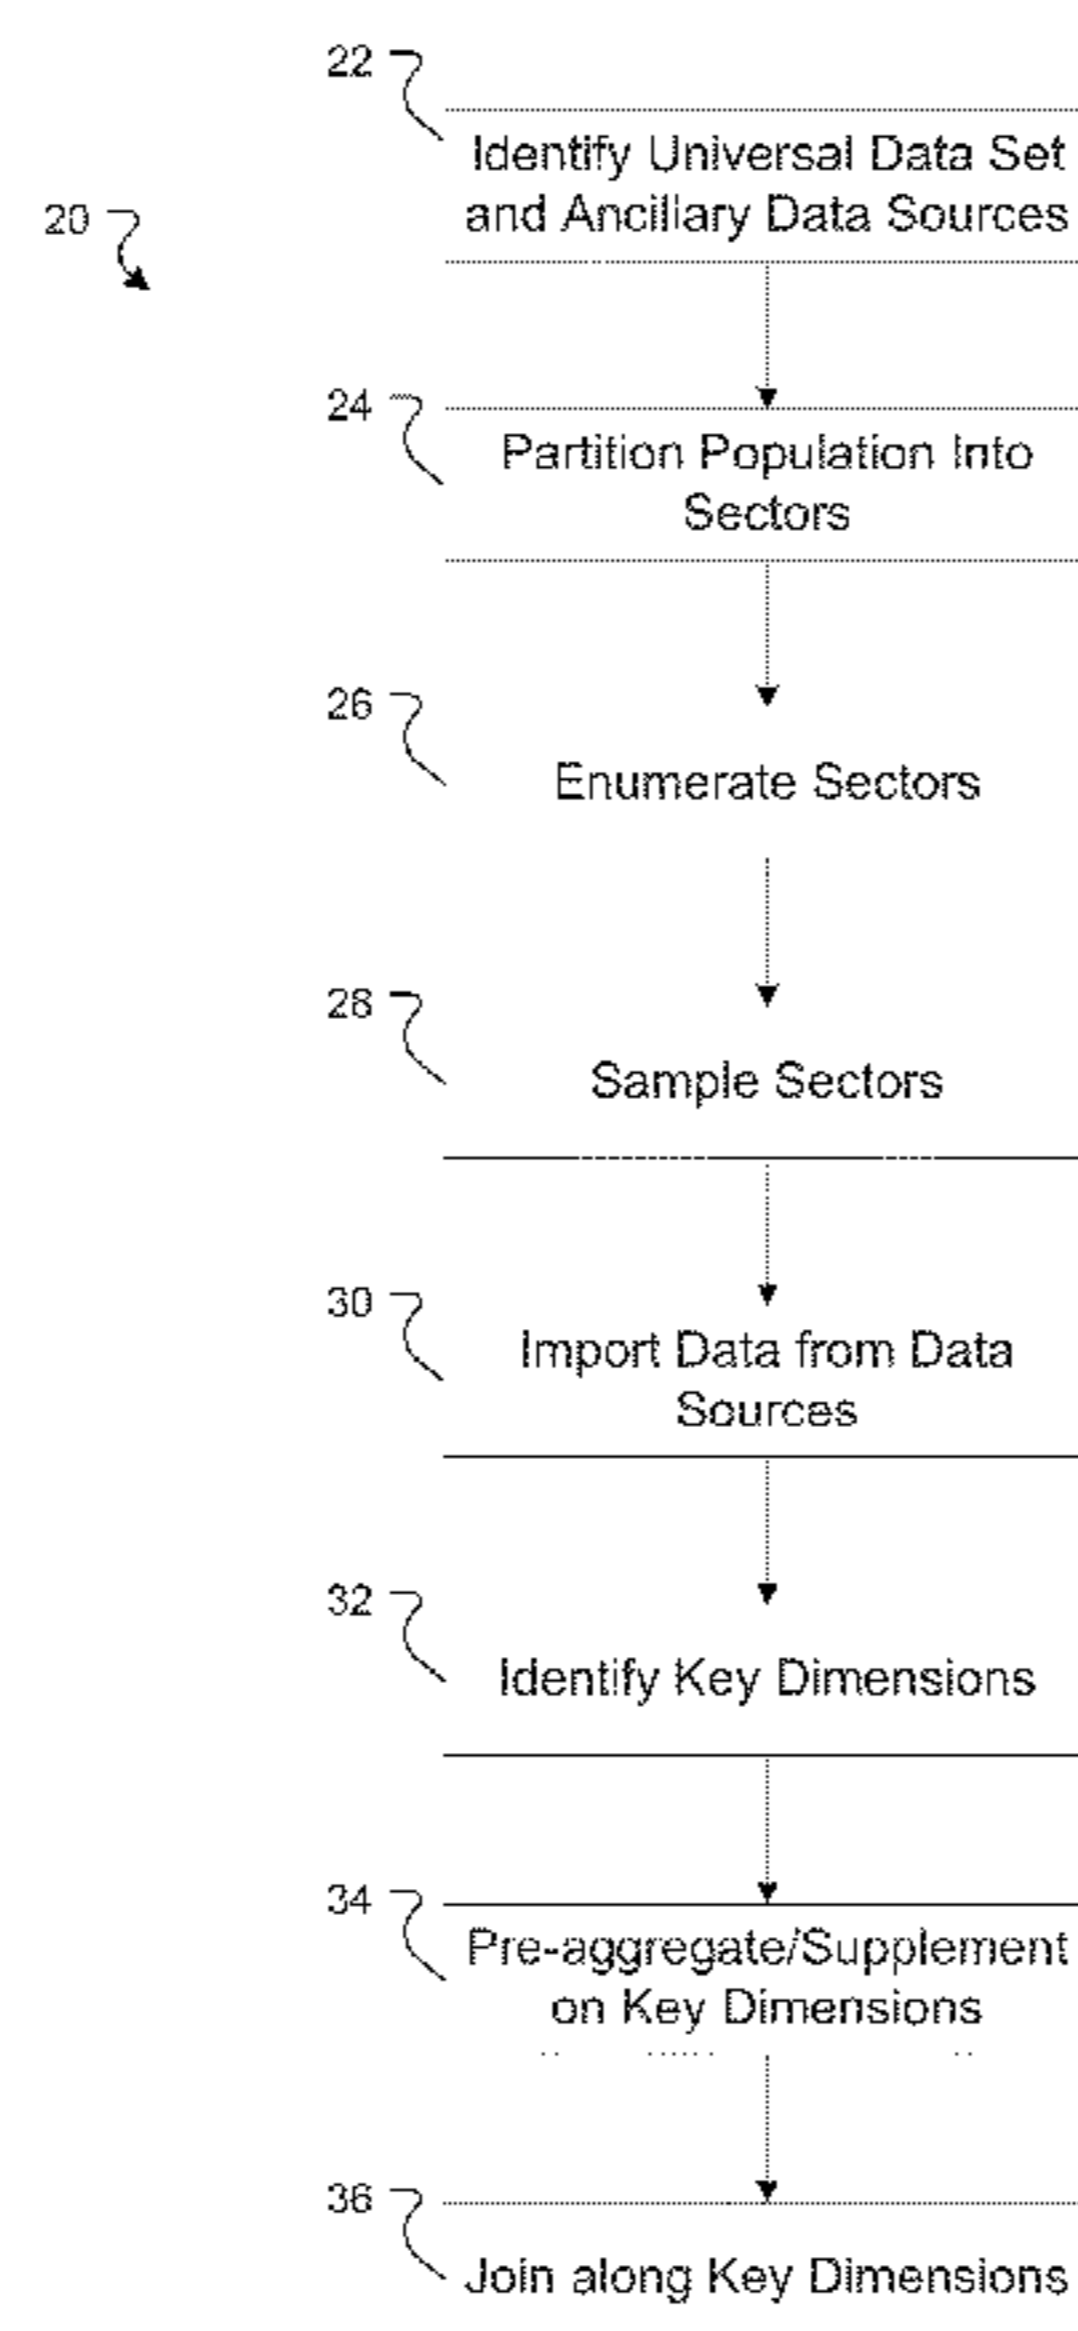 22
Identify Universal Data Set
and Ancillary Data Sources
20
24
Partition Population Into
Sectors
26
Enumerate Sectors
28
Sample Sectors
30
Import Data from Data
Sources
32
Identify Key Dimensions
34
Pre-aggregate/Supplement
on Key Dimensions
36
Join along Key Dimensions